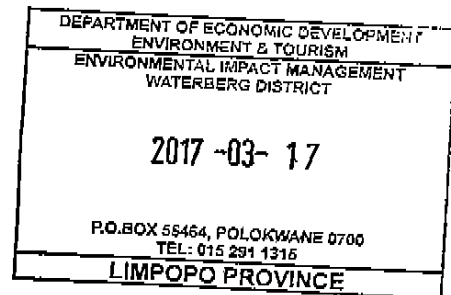 DEPARTMENT OF ECONOMIC DEVELOPMENT
ENVIRONMENT & TOURISM
ENVIRONMENTAL IMPACT MANAGEMENT
WATERBERG DISTRICT
2017 -03- 17
P.O.BOX 55464, POLOKWANE 0700
TEL: 015 291 1315
LIMPOPO PROVINCE